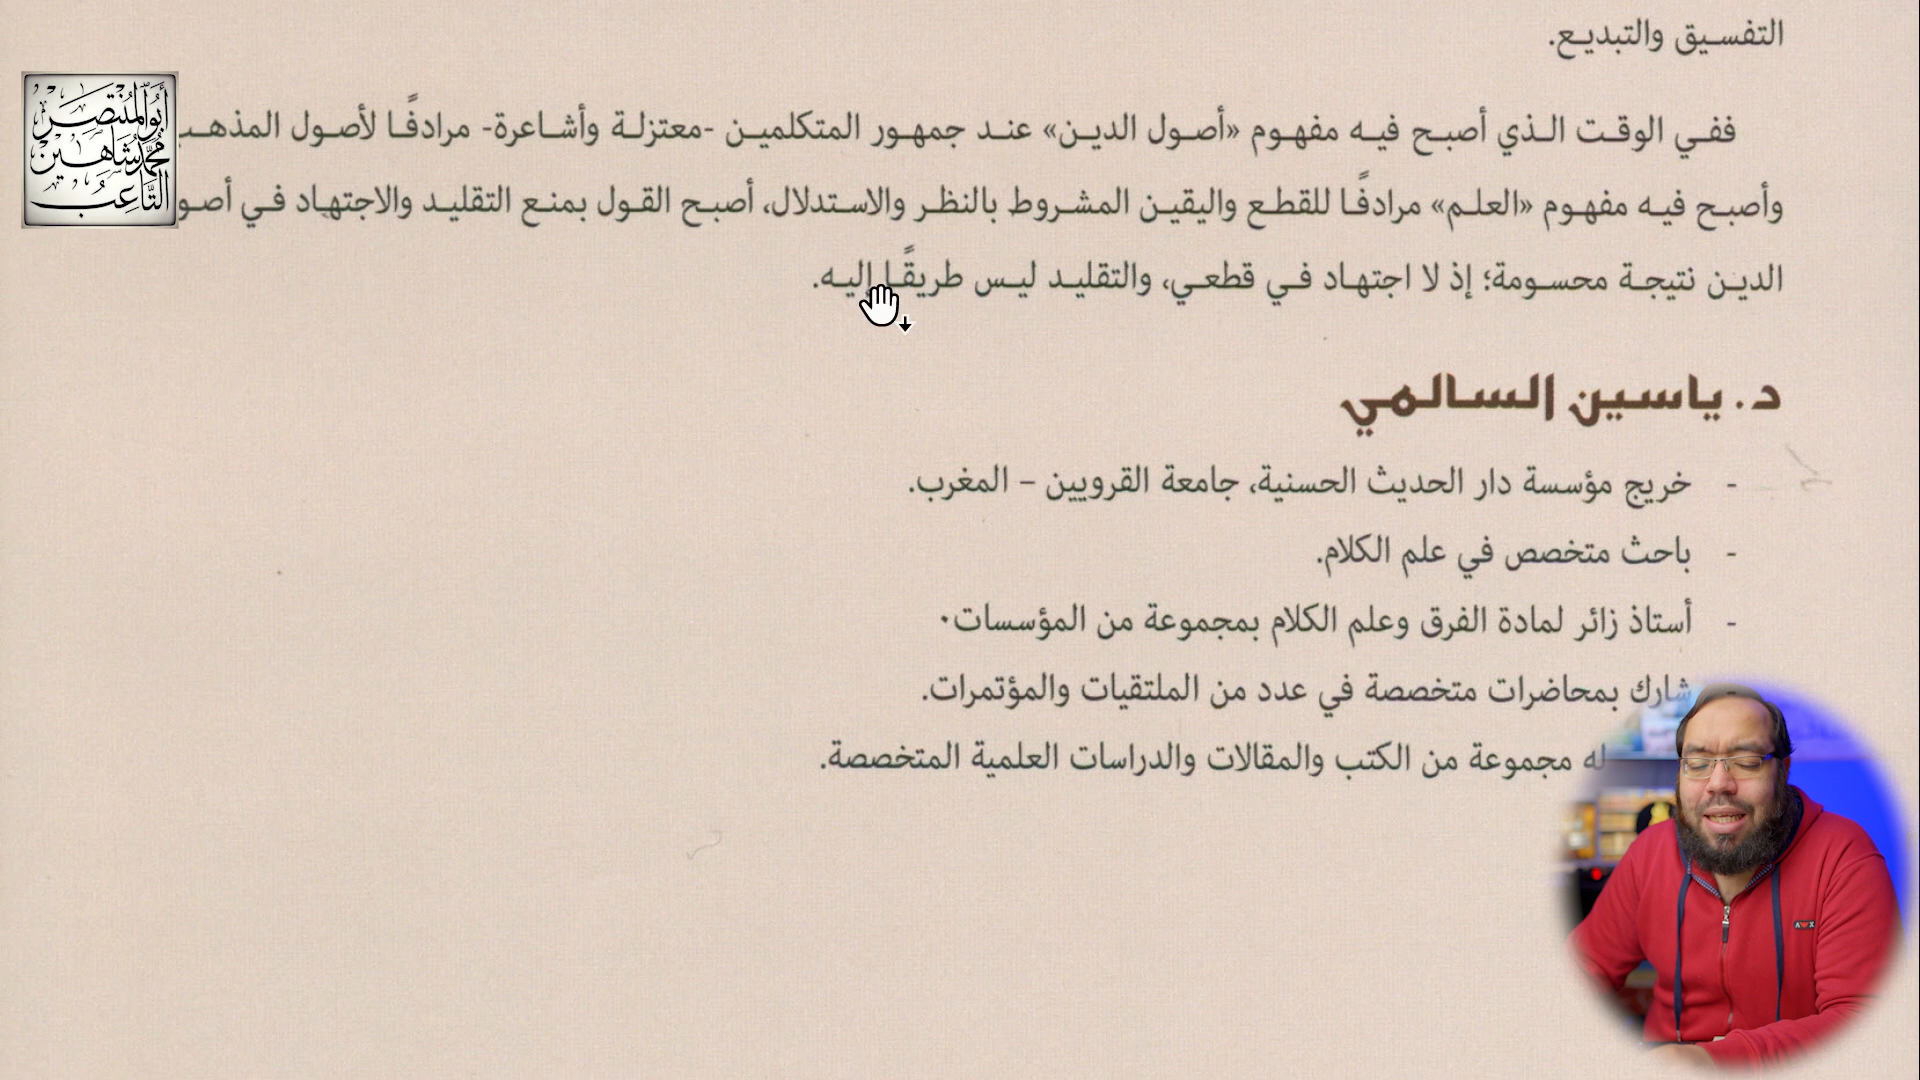 التفسيق والتبديع.
ففي الوقت الذي أصبح فيه مفهوم «أصول الدين» عند جمهور المتكلمين -معتزلة وأشاعرة- مرادفًا لأصول المذهب
وأصبح فيه مفهوم «العلم» مرادفًا للقطع واليقين المشروط بالنظر والاستدلال، أصبح القول بمنع التقليد والاجتهاد في أصو
الدين نتيجة محسومة؛ إذ لا اجتهاد في قطعي، والتقليد ليس طريقًا إليه.
د. ياسين السالمي
- خريج مؤسسة دار الحديث الحسنية، جامعة القرويين – المغرب.
- باحث متخصص في علم الكلام.
- أستاذ زائر لمادة الفرق وعلم الكلام بمجموعة من المؤسسات.
شارك بمحاضرات متخصصة في عدد من الملتقيات والمؤتمرات.
له مجموعة من الكتب والمقالات والدراسات العلمية المتخصصة.
أبو المنتصر
محمد شاهين
التاعب